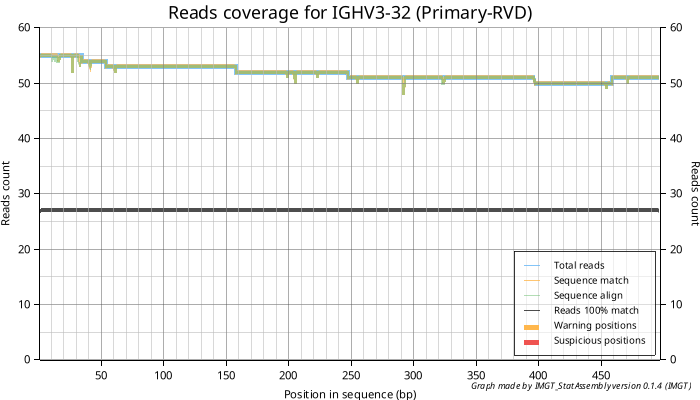 Reads coverage for IGHV3-32 (Primary-RVD)
60
60
50
50
40
40
Reads count
Reads count
30
30
20
20
10
10
0
0
Total reads
Sequence match
Sequence align
Reads 100% match
Warning positions
Suspicious positions
50 100 150 200 250 300 350 400 450
Position in sequence (bp)
Graph made by IMGT_StatAssembly version 0.1.4 (IMGT)